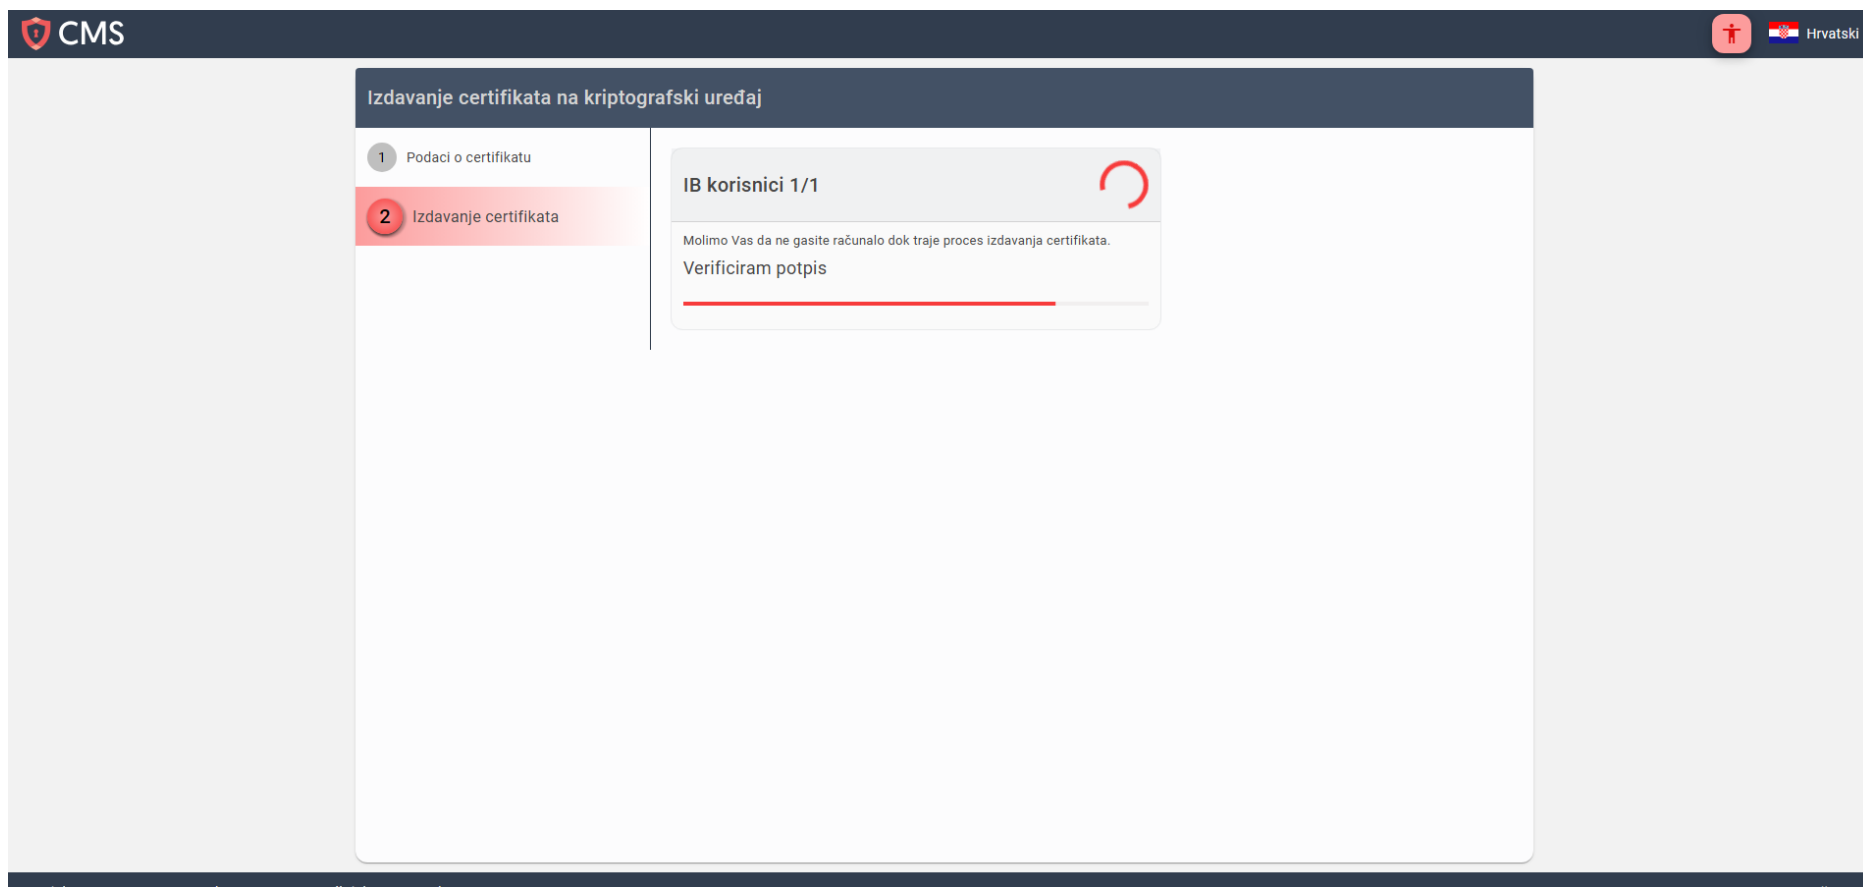 CMS
Hrvatski
Izdavanje certifikata na kriptografski uređaj
1 Podaci o certifikatu
2 Izdavanje certifikata
IB korisnici 1/1
Molimo Vas da ne gasite računalo dok traje proces izdavanja certifikata.
Verificiram potpis